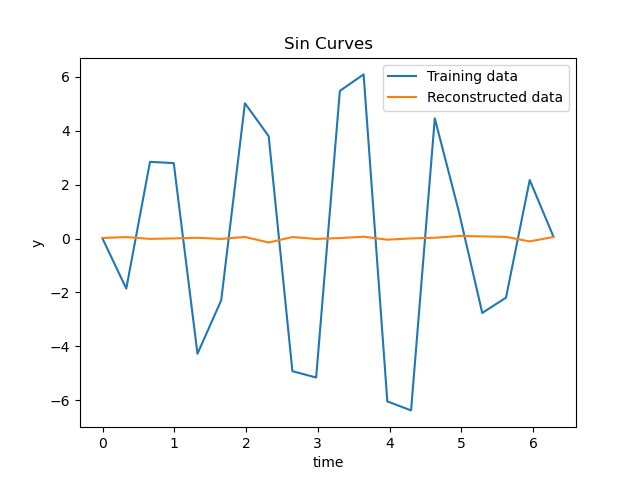 Sin Curves
Training data
Reconstructed data
6
4
2
0
−2
−4
−6
y
0 1 2 3 4 5 6
time